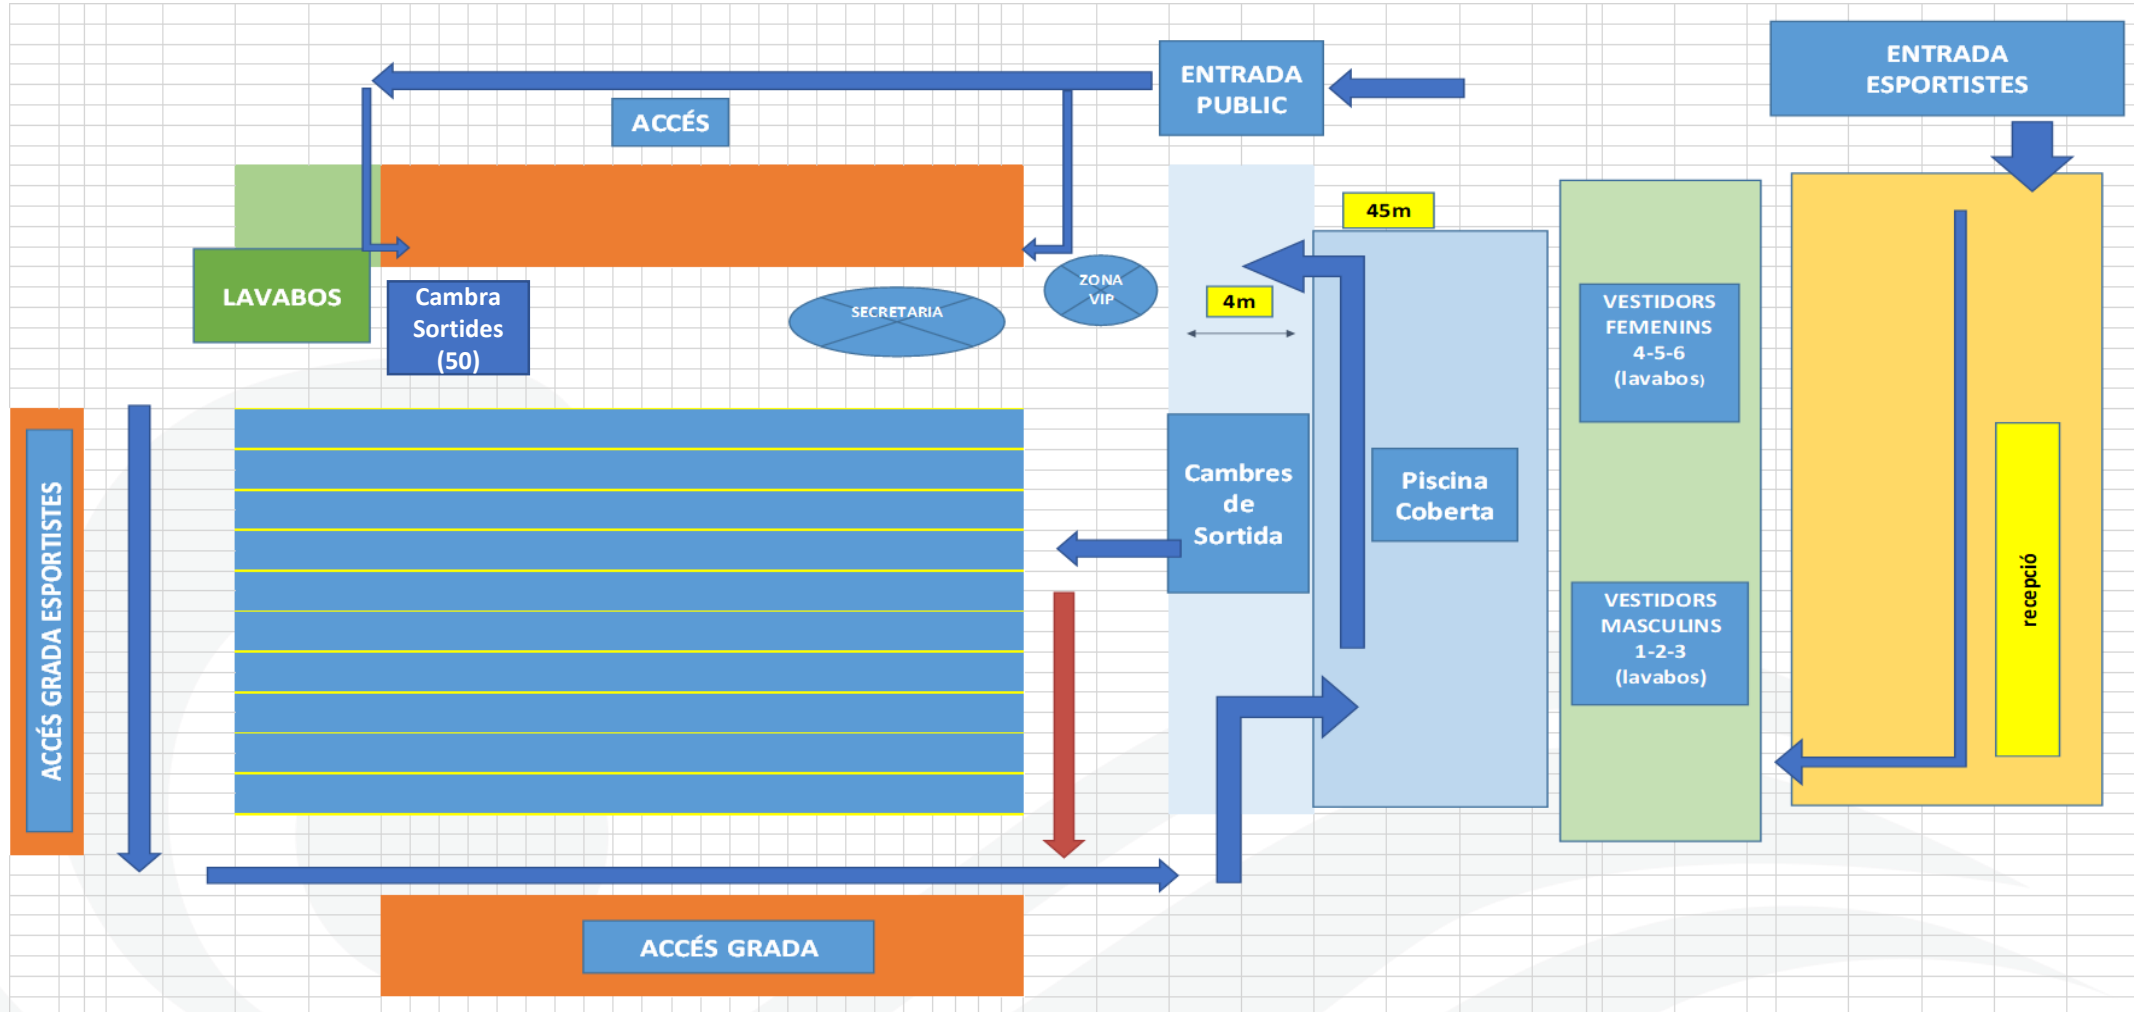 ENTRADA
PUBLIC
ENTRADA
ESPORTISTES
ACCÉS
45m
LAVABOS
Cambra
Sortides
(50)
SECRETARIA
ZONA
VIP
4m
VESTIDORS
FEMENINS
4-5-6
(lavabos)
ACCÉS GRADA ESPORTISTES
Cambres
de
Sortida
Piscina
Coberta
recepció
VESTIDORS
MASCULINS
1-2-3
(lavabos)
ACCÉS GRADA